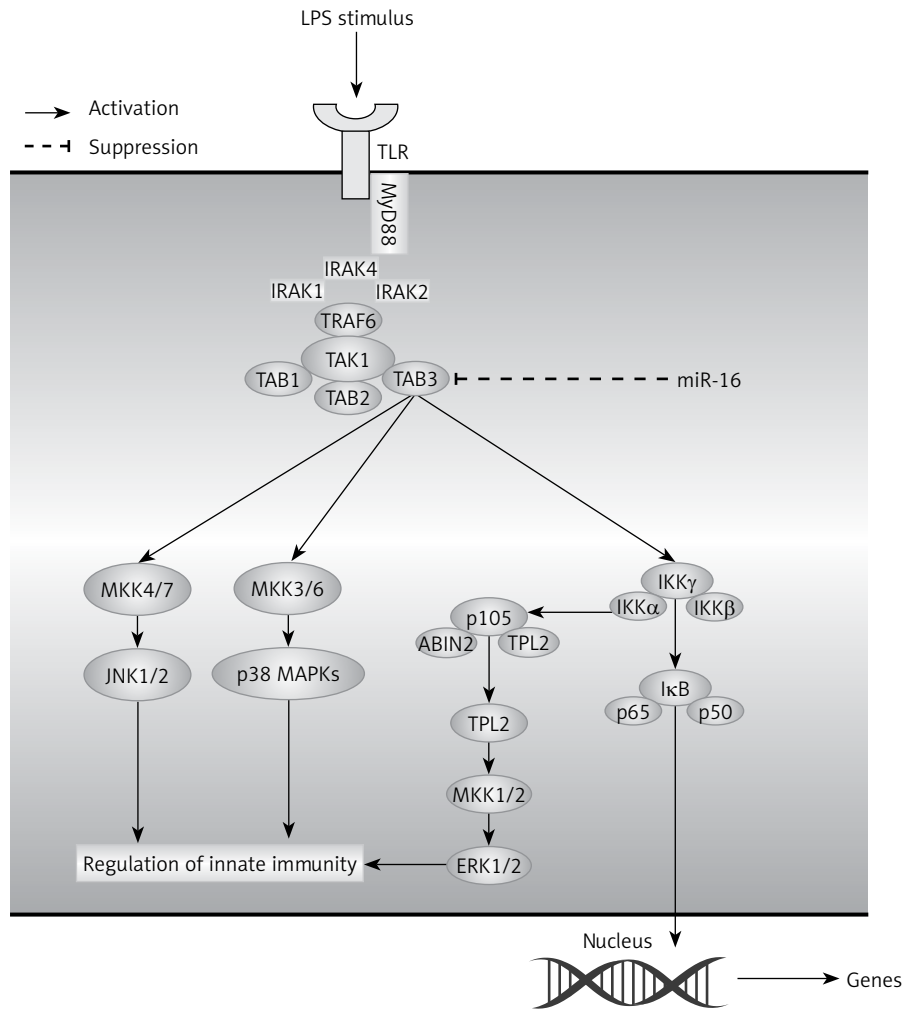 LPS stimulus
Activation
Suppression
TLR
MyD88
IRAK4
IRAK1
IRAK2
TRAF6
TAK1
TAB1
TAB3
TAB2
miR-16
MKK4/7
MKK3/6
IKKγ
IKKα
IKKβ
p105
ABIN2
TPL2
JNK1/2
p38 MAPKs
IκB
p65
p50
TPL2
MKK1/2
Regulation of innate immunity
ERK1/2
Nucleus
Genes